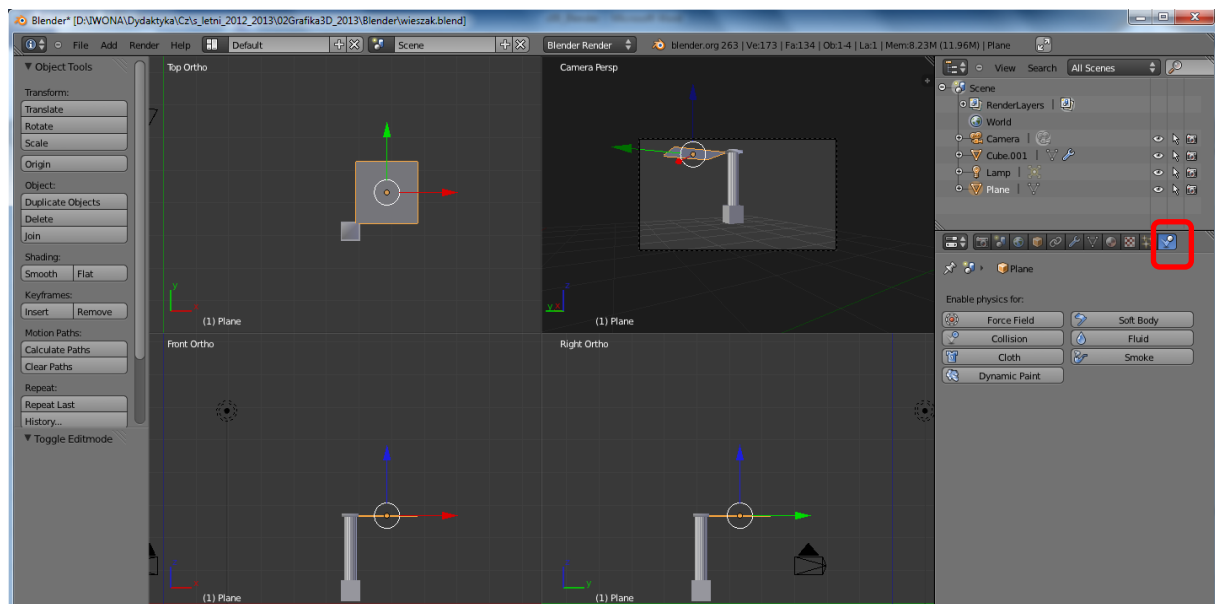 Blender* [D:\IWONA\Dydaktyka\Cz\s_letni_2012_2013\02Grafika3D_2013\Blender\wieszak.blend]
File Add Render Help Default Scene Blender Render blender.org 263 | Ve:173 | Fa:134 | Ob:1-4 | La:1 | Mem:8.23M (11.96M) | Plane
View Search All Scenes
Object Tools
Transform:
Translate
Rotate
Scale
Origin
Object:
Duplicate Objects
Delete
Join
Shading:
Smooth Flat
Keyframes:
Insert Remove
Motion Paths:
Calculate Paths
Clear Paths
Repeat:
Repeat Last
History...
Toggle Editmode
Top Ortho
y
(1) Plane
Camera Persp
z
y x
(1) Plane
Front Ortho
z
(1) Plane
Right Ortho
z
y
(1) Plane
Scene
RenderLayers |
World
Camera |
Cube.001 |
Lamp |
Plane |
Plane
Enable physics for:
Force Field Soft Body
Collision Fluid
Cloth Smoke
Dynamic Paint